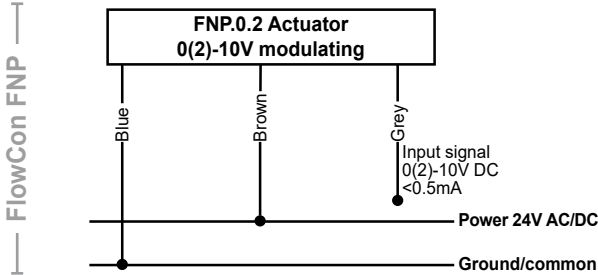 FlowCon FNP
FNP.0.2 Actuator
0(2)-10V modulating
Blue
Brown
Grey
Input signal
0(2)-10V DC
<0.5mA
Power 24V AC/DC
Ground/common